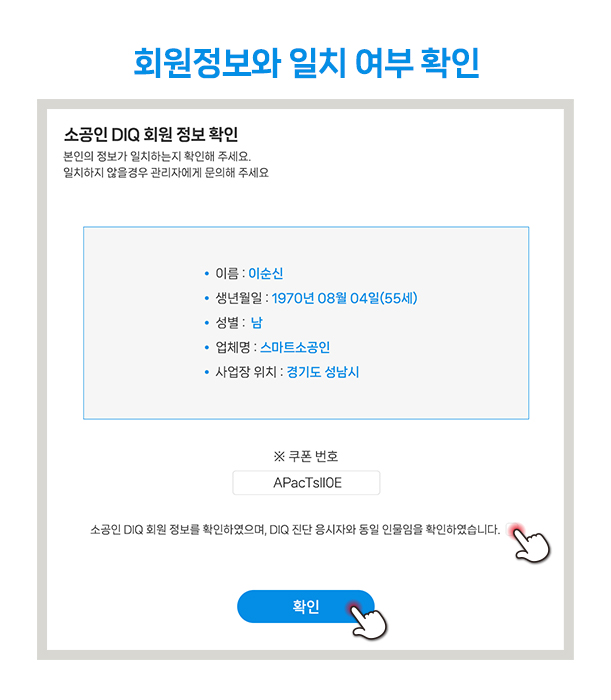 회원정보와 일치 여부 확인
소공인 DIQ 회원 정보 확인
본인의 정보가 일치하는지 확인해 주세요.
일치하지 않을경우 관리자에게 문의해 주세요
• 이름 : 이순신
• 생년월일 : 1970년 08월 04일(55세)
• 성별 : 남
• 업체명 : 스마트소공인
• 사업장 위치 : 경기도 성남시
※ 쿠폰 번호
APacTsII0E
소공인 DIQ 회원 정보를 확인하였으며, DIQ 진단 응시자와 동일 인물임을 확인하였습니다.
확인